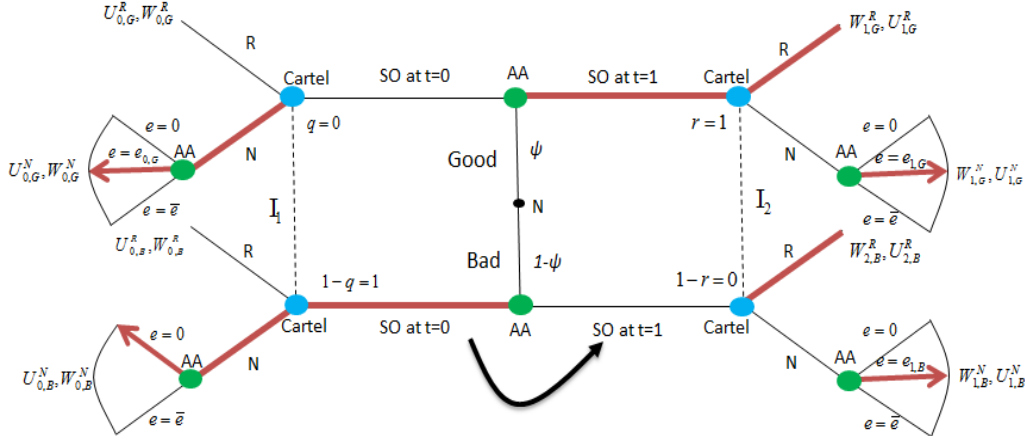 U^R_{0,G}, W^R_{0,G}
W^R_{1,G}, U^R_{1,G}
R
R
Cartel
SO at t=0
AA
SO at t=1
Cartel
q = 0
r = 1
e = 0
AA
N
ψ
N
AA
e = 0
U^N_{0,G}, W^N_{0,G}
e = e_{0,G}
Good
e = e_{1,G}
W^N_{1,G}, U^N_{1,G}
e = e̅
I_1
N
I_2
e = e̅
U^R_{0,B}, W^R_{0,B}
R
Bad
1-ψ
R
W^R_{2,B}, U^R_{2,B}
1 − q = 1
1 − r = 0
Cartel
SO at t=0
AA
SO at t=1
Cartel
e = 0
AA
N
N
AA
e = 0
U^N_{0,B}, W^N_{0,B}
e = e_{1,B}
W^N_{1,B}, U^N_{1,B}
e = e̅
e = e̅